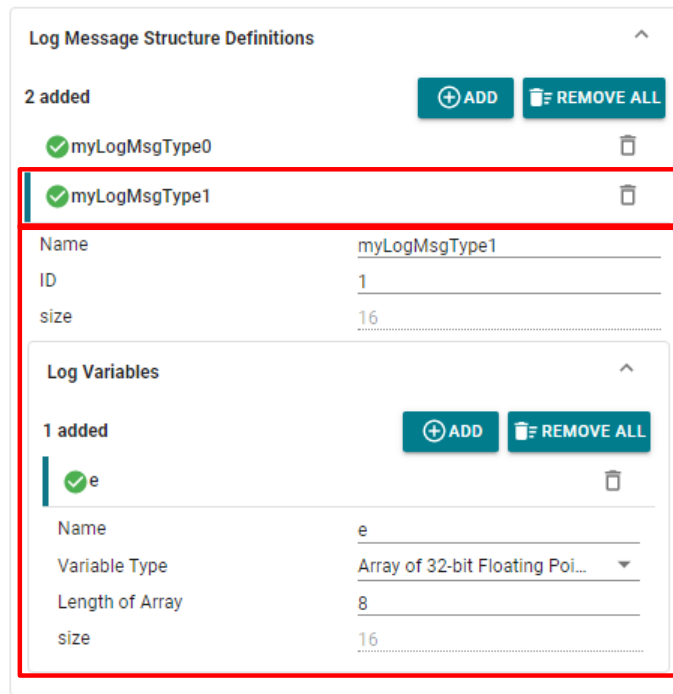 Log Message Structure Definitions
2 added ADD REMOVE ALL
myLogMsgType0
myLogMsgType1
Name myLogMsgType1
ID 1
size 16
Log Variables
1 added ADD REMOVE ALL
e
Name e
Variable Type Array of 32-bit Floating Poi...
Length of Array 8
size 16